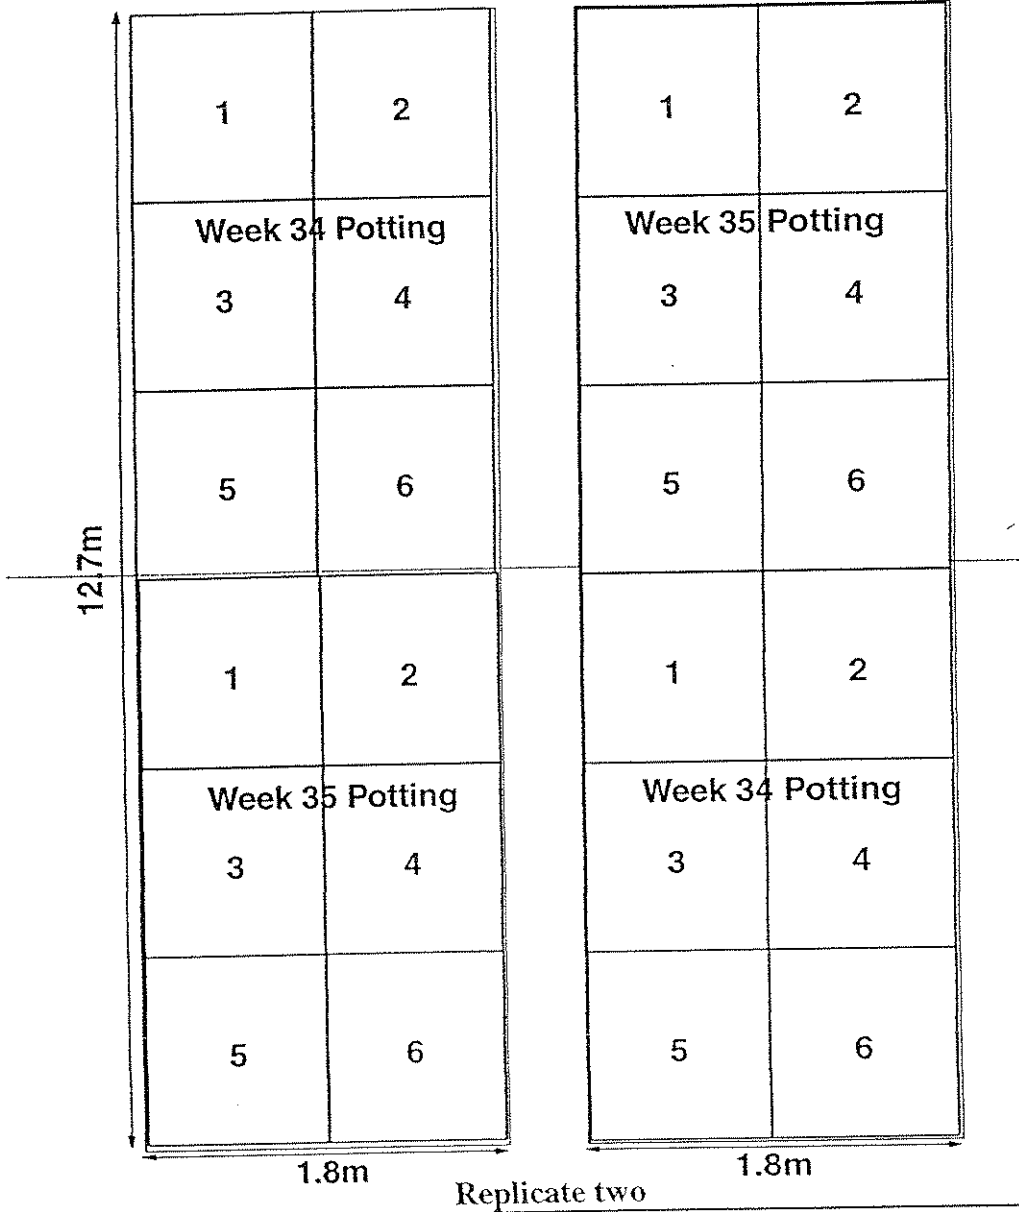 1 2 1 2
Week 34 Potting Week 35 Potting
3 4 3 4
5 6 5 6
12.7m
1 2 1 2
Week 35 Potting Week 34 Potting
3 4 3 4
5 6 5 6
1.8m 1.8m
Replicate two